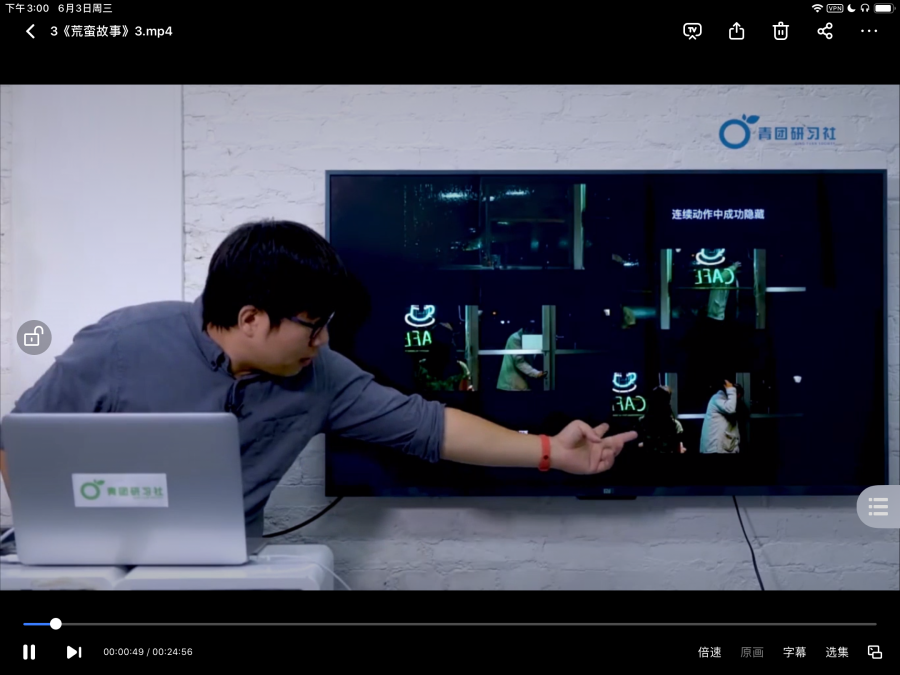 下午3:00 6月3日周三
VPN
3《荒蛮故事》3.mp4
TV
青团研习社
连续动作中成功隐藏
CAFE
AFE
CAFE
青团研习社
00:00:49 / 00:24:56
倍速
原画
字幕
选集